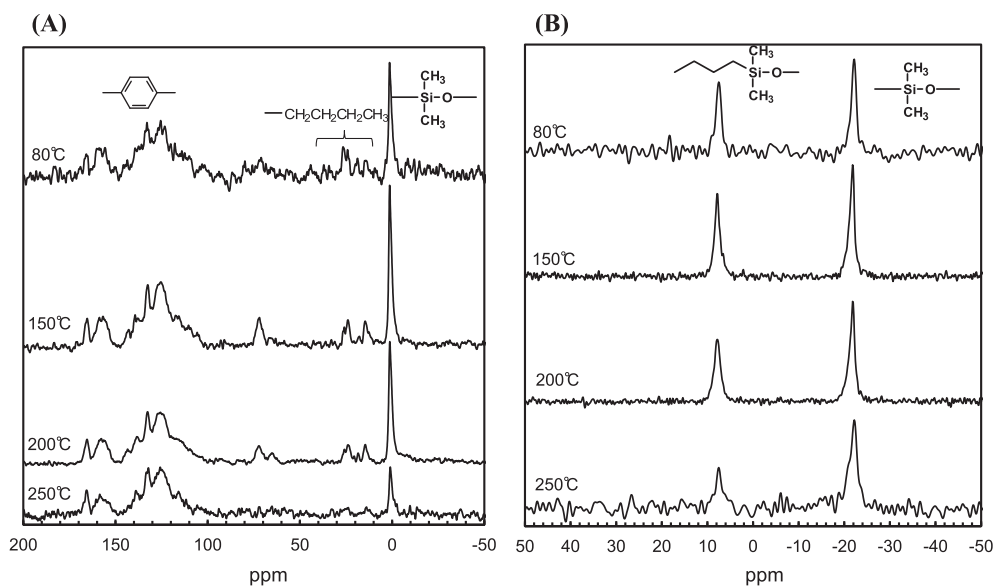 (A)
CH₃
Si—O
CH₃
—CH₂CH₂CH₂CH₃
80℃
150℃
200℃
250℃
200 150 100 50 0 -50
ppm
(B)
CH₃
Si—O
CH₃
CH₃
Si—O
CH₃
80℃
150℃
200℃
250℃
50 40 30 20 10 0 -10 -20 -30 -40 -50
ppm